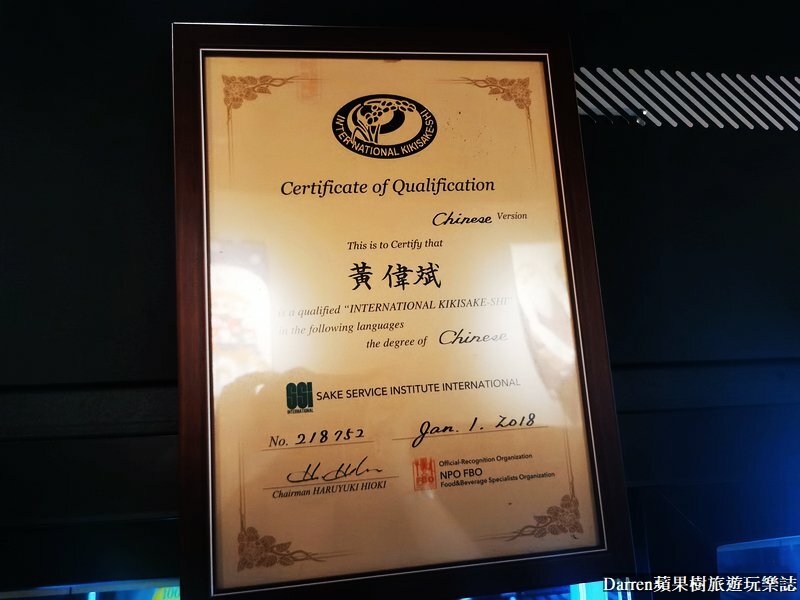 INTERNATIONAL KIKISAKE-SHI
Certificate of Qualification
Chinese Version
This is to Certify that
黃偉斌
is a qualified "INTERNATIONAL KIKISAKE-SHI"
in the following languages
the degree of Chinese
SSI INTERNATIONAL SAKE SERVICE INSTITUTE INTERNATIONAL
No. 218752
Jan. 1. 2018
Chairman HARUYUKI HIOKI
FBO
Official-Recognition Organization
NPO FBO
Food&Beverage Specialists Organization
Darren蘋果樹旅遊玩樂誌